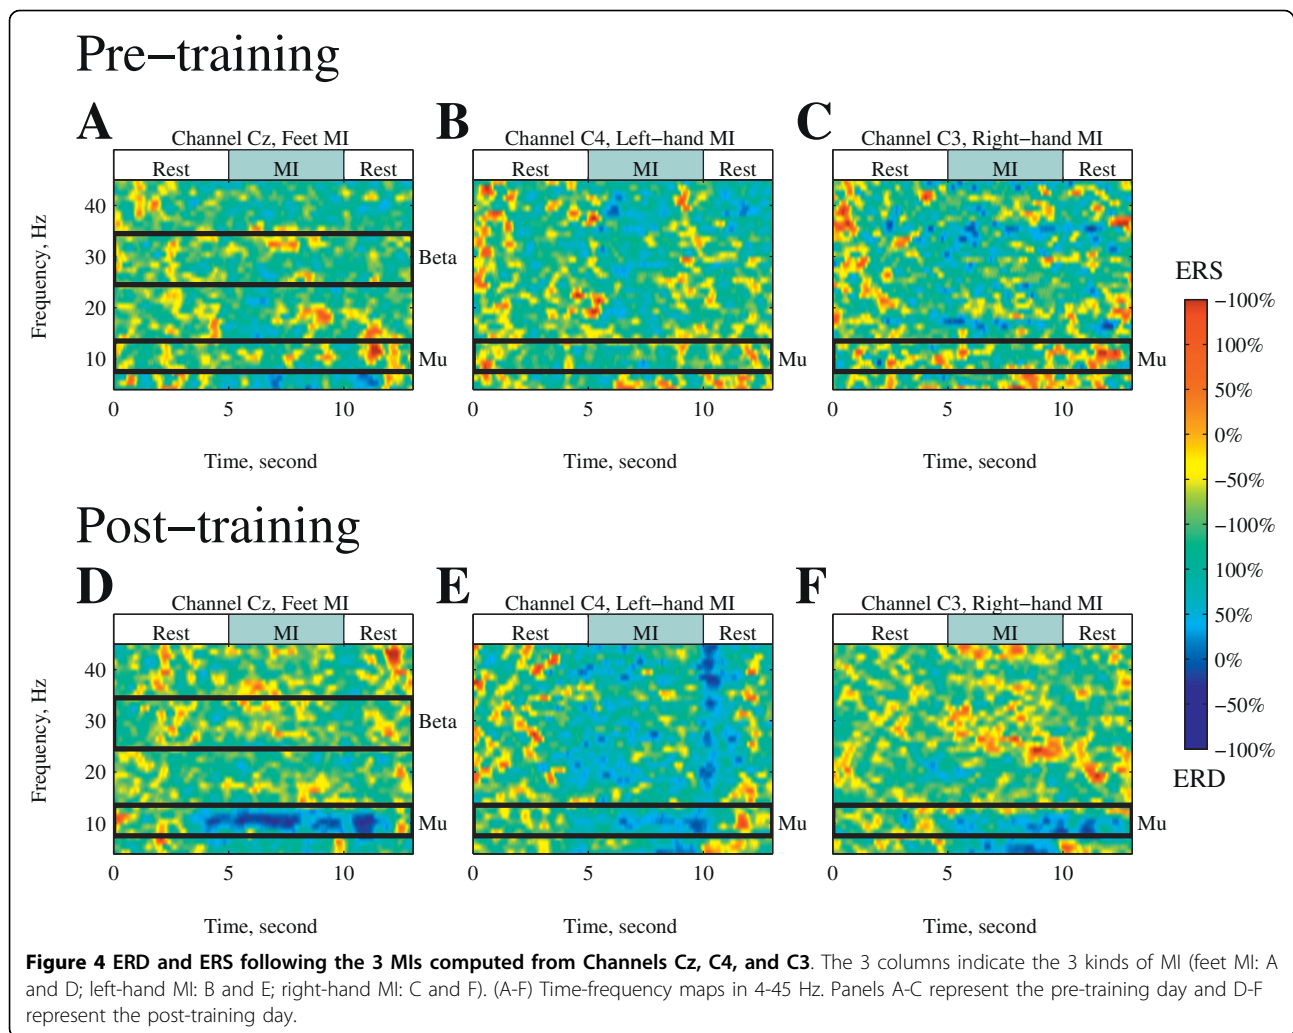 Pre–training
A
B
C
Channel Cz, Feet MI
Channel C4, Left–hand MI
Channel C3, Right–hand MI
Rest MI Rest
Rest MI Rest
Rest MI Rest
Frequency, Hz
40
30
20
10
Beta
Mu
Mu
Mu
0 5 10
0 5 10
0 5 10
Time, second
Time, second
Time, second
ERS
−100%
100%
50%
0%
−50%
−100%
100%
50%
0%
−50%
−100%
ERD
Post–training
D
E
F
Channel Cz, Feet MI
Channel C4, Left–hand MI
Channel C3, Right–hand MI
Rest MI Rest
Rest MI Rest
Rest MI Rest
Frequency, Hz
40
30
20
10
Beta
Mu
Mu
Mu
0 5 10
0 5 10
0 5 10
Time, second
Time, second
Time, second
Figure 4 ERD and ERS following the 3 MIs computed from Channels Cz, C4, and C3. The 3 columns indicate the 3 kinds of MI (feet MI: A
and D; left-hand MI: B and E; right-hand MI: C and F). (A-F) Time-frequency maps in 4-45 Hz. Panels A-C represent the pre-training day and D-F
represent the post-training day.